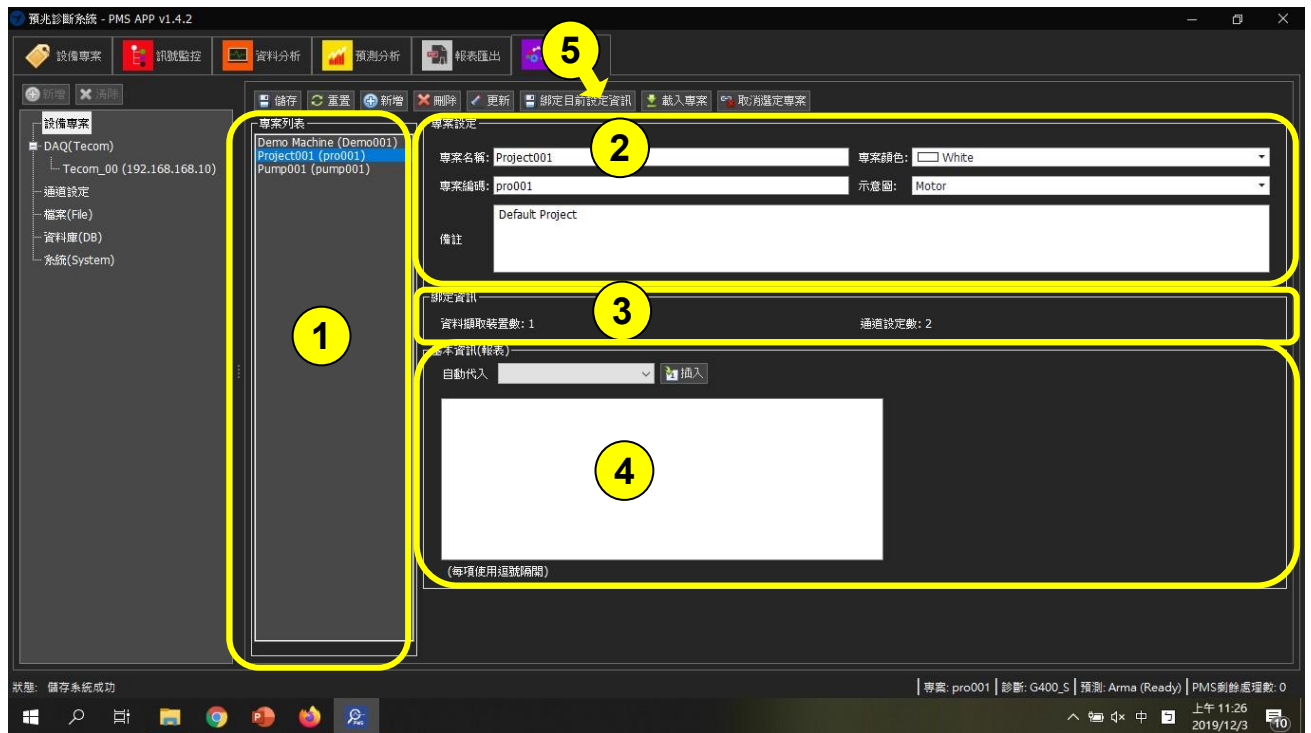 預兆診斷系統 - PMS APP v1.4.2
設備專案 訊號監控 資料分析 預測分析 報表匯出
5
新增 清除
儲存 重置 新增 刪除 更新 綁定目前設定資訊 載入專案 取消選定專案
設備專案
DAQ(Tecom)
Tecom_00 (192.168.168.10)
通道設定
檔案(File)
資料庫(DB)
系統(System)
專案列表
Demo Machine (Demo001)
Project001 (pro001)
Pump001 (pump001)
1
專案設定
2
專案名稱: Project001 專案顏色: White
專案編碼: pro001 示意圖: Motor
備註 Default Project
綁定資訊
3
資料擷取裝置數: 1 通道設定數: 2
基本資訊(報表)
自動代入 插入
4
(每項使用逗號隔開)
狀態: 儲存系統成功 專案: pro001 診斷: G400_S 預測: Arma (Ready) PMS剩餘處理數: 0
中 上午 11:26
2019/12/3
10